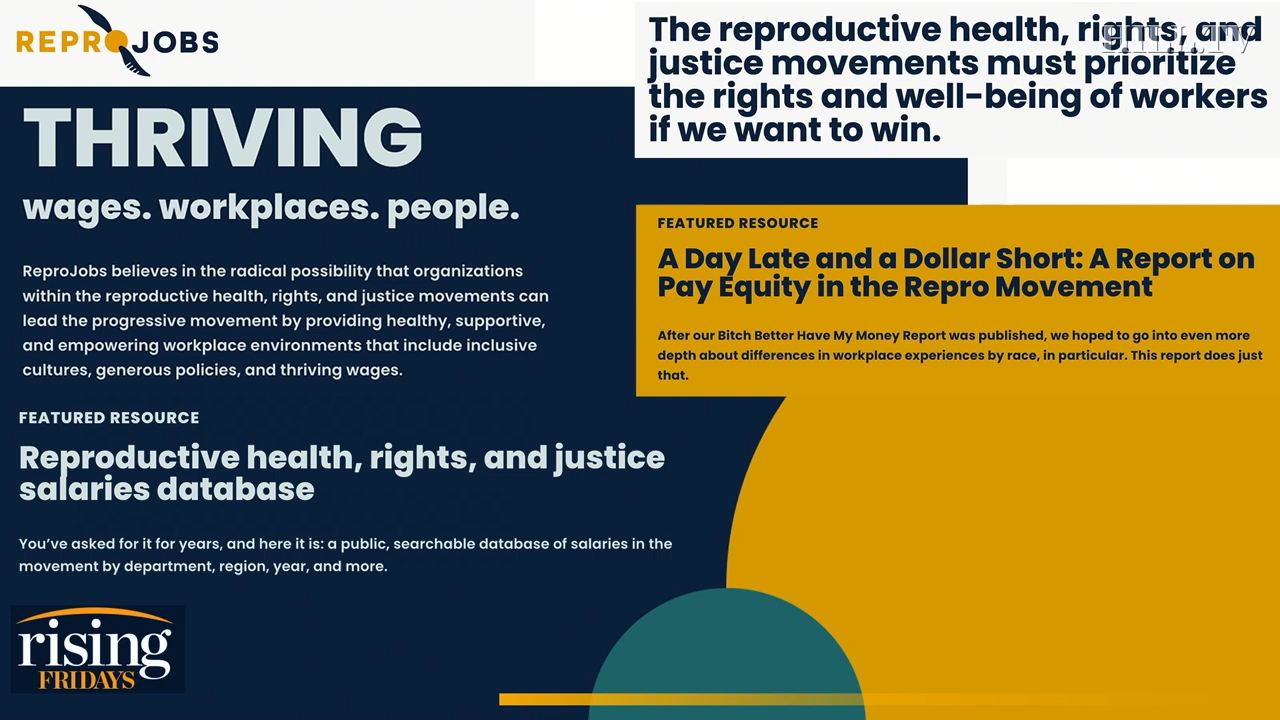 REPROJOBS
THRIVING
wages. workplaces. people.
ReproJobs believes in the radical possibility that organizations
within the reproductive health, rights, and justice movements can
lead the progressive movement by providing healthy, supportive,
and empowering workplace environments that include inclusive
cultures, generous policies, and thriving wages.
FEATURED RESOURCE
Reproductive health, rights, and justice
salaries database
You've asked for it for years, and here it is: a public, searchable database of salaries in the
movement by department, region, year, and more.
rising
FRIDAYS
The reproductive health, rights, and
justice movements must prioritize
the rights and well-being of workers
if we want to win.
FEATURED RESOURCE
A Day Late and a Dollar Short: A Report on
Pay Equity in the Repro Movement
After our Bitch Better Have My Money Report was published, we hoped to go into even more
depth about differences in workplace experiences by race, in particular. This report does just
that.